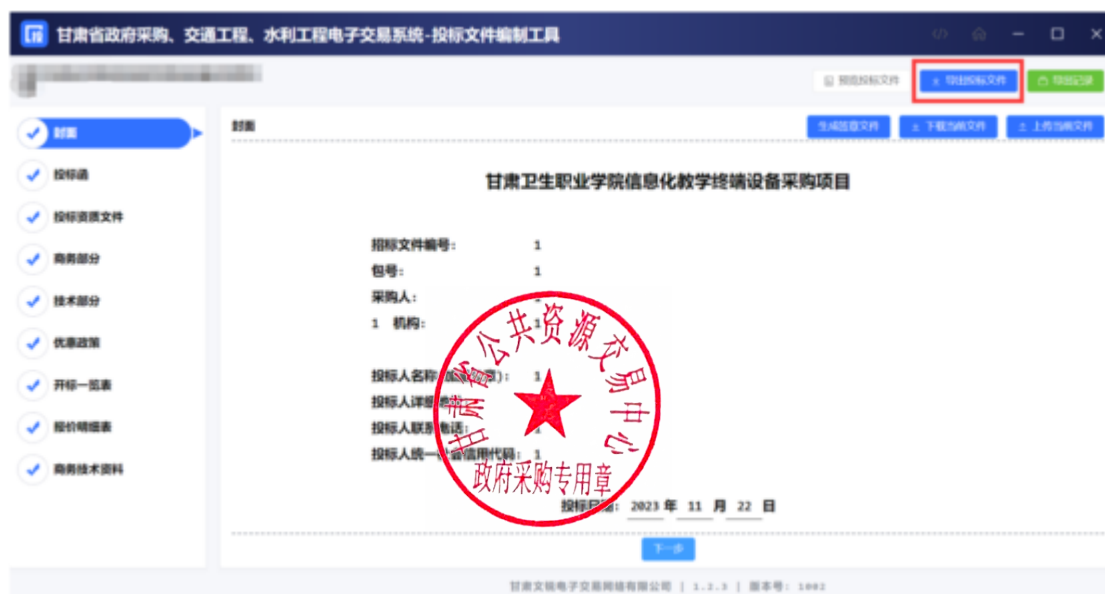 甘肃省政府采购、交通工程、水利工程电子交易系统-投标文件编制工具
预览投标文件 导出投标文件 导出记录
封面
投标函
投标资质文件
商务部分
技术部分
优惠政策
开标一览表
报价明细表
商务技术资料
封面
生成签章文件 下载当前文件 上传当前文件
甘肃卫生职业学院信息化教学终端设备采购项目
招标文件编号: 1
包号: 1
采购人:
1 机构: 1
投标人名称 章): 1
投标人详细
投标人联系电话:
投标人统一社会信用代码: 1
投标日期: 2023 年 11 月 22 日
甘肃省公共资源交易中心
政府采购专用章
下一步
甘肃文锐电子交易网络有限公司 | 1.2.3 | 版本号: 1002